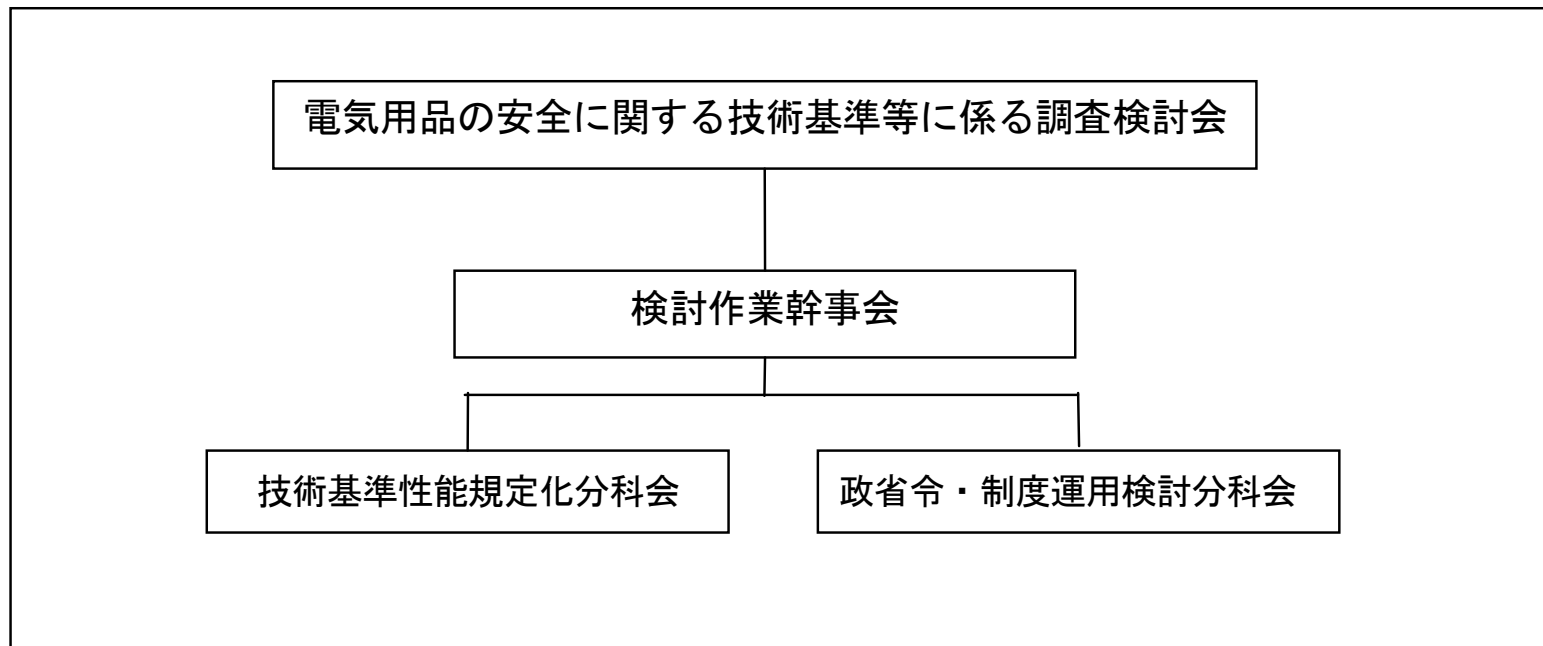 電気用品の安全に関する技術基準等に係る調査検討会
検討作業幹事会
技術基準性能規定化分科会
政省令・制度運用検討分科会